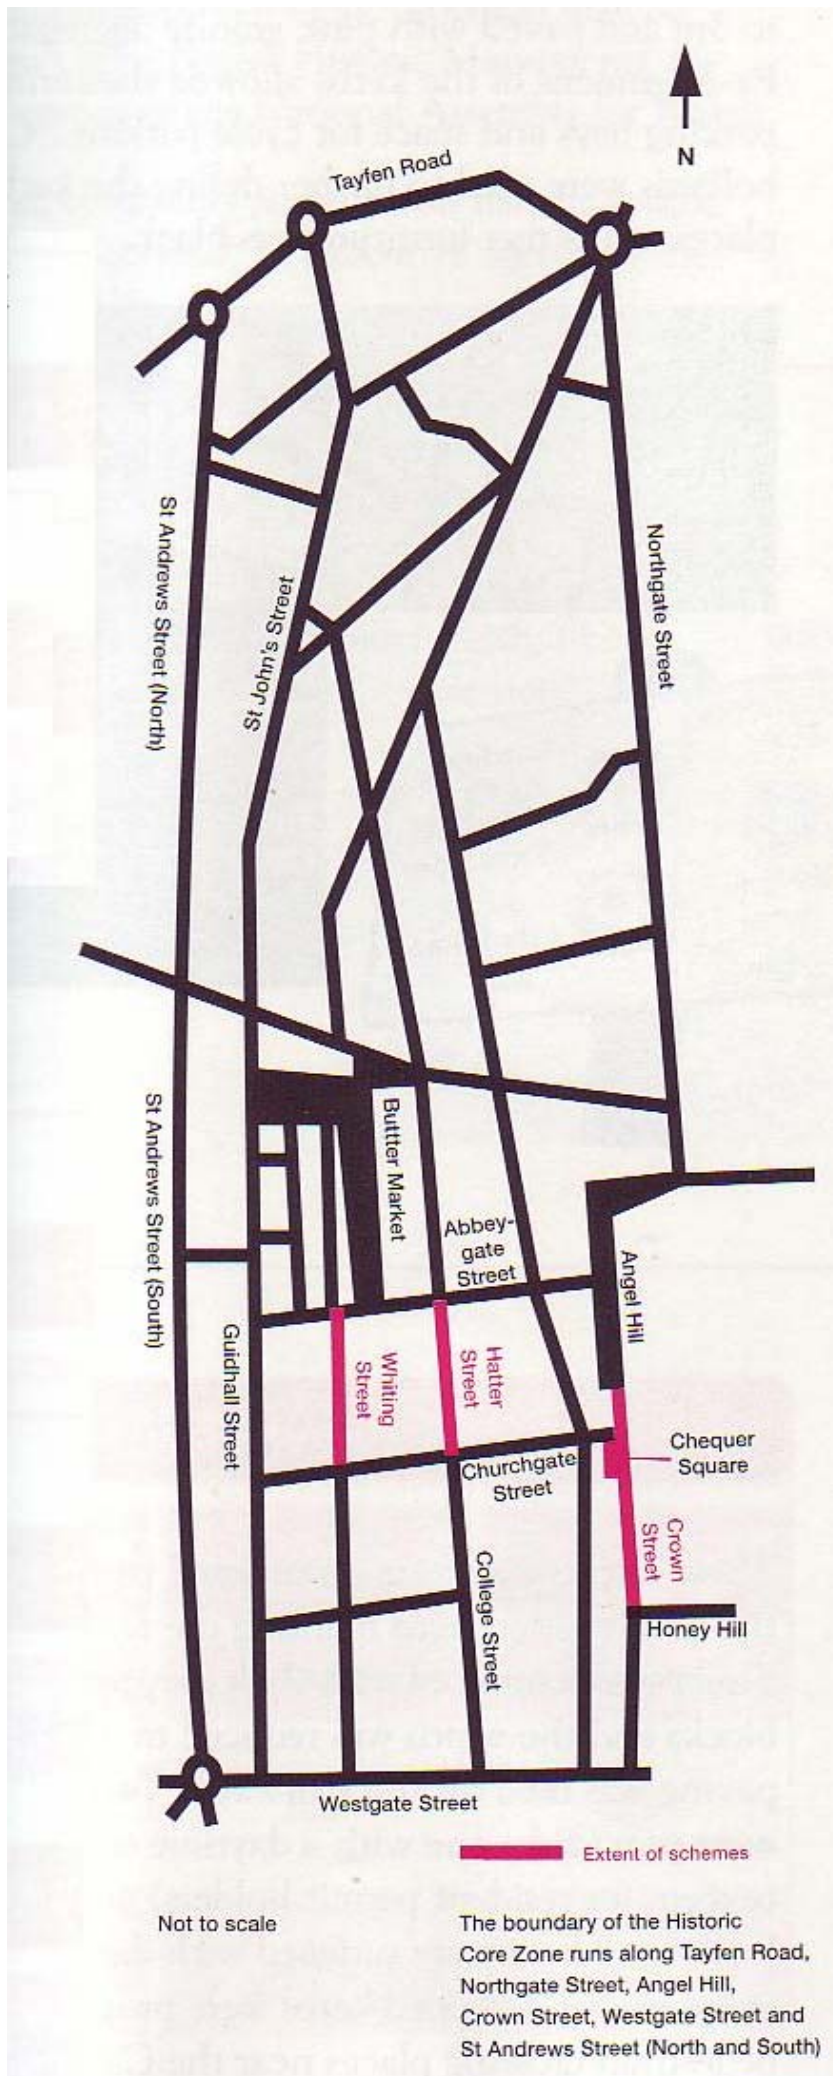 N
Tayfen Road
St Andrews Street (North)
St John's Street
Northgate Street
St Andrews Street (South)
Buttter Market
Abbey-
gate
Street
Angel Hill
Guidhall Street
Whiting
Street
Hatter
Street
Chequer
Square
Churchgate
Street
Crown
Street
College Street
Honey Hill
Westgate Street
Extent of schemes
Not to scale
The boundary of the Historic
Core Zone runs along Tayfen Road,
Northgate Street, Angel Hill,
Crown Street, Westgate Street and
St Andrews Street (North and South)